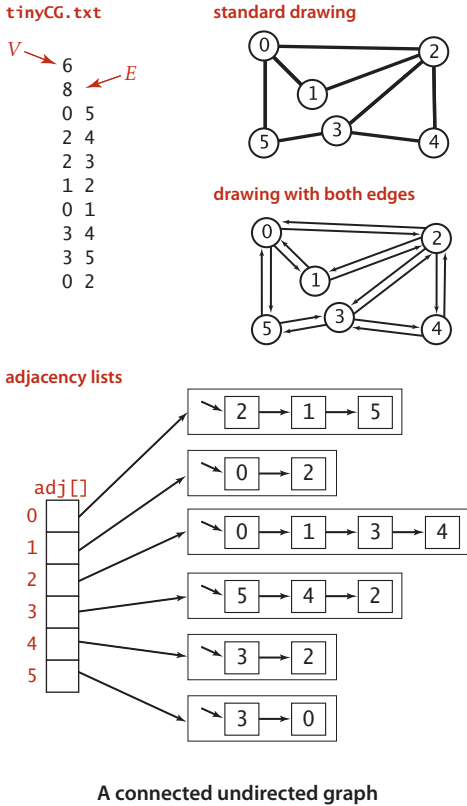 tinyCG.txt
V
6
8
E
0 5
2 4
2 3
1 2
0 1
3 4
3 5
0 2
standard drawing
0
2
1
3
5
4
drawing with both edges
0
2
1
3
5
4
adjacency lists
adj[]
0
1
2
3
4
5
2 1 5
0 2
0 1 3 4
5 4 2
3 2
3 0
A connected undirected graph